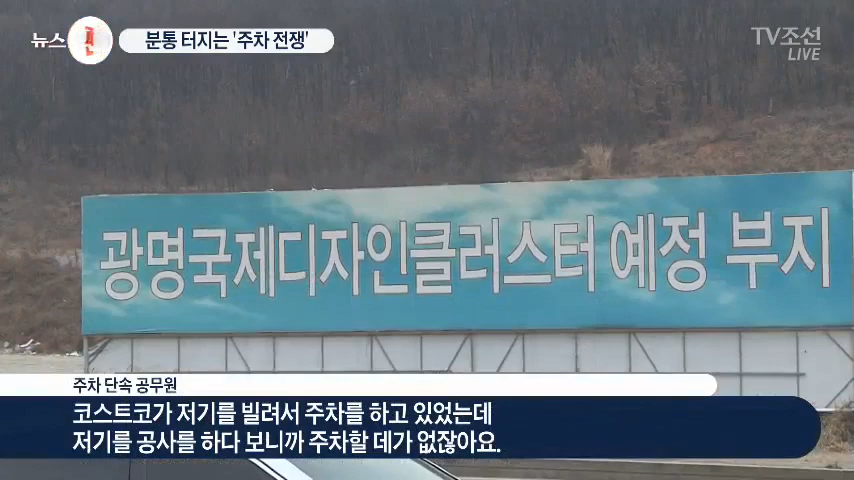 뉴스
분통 터지는 '주차 전쟁'
TV조선
LIVE
광명국제디자인클러스터 예정 부지
주차 단속 공무원
코스트코가 저기를 빌려서 주차를 하고 있었는데
저기를 공사를 하다 보니까 주차할 데가 없잖아요.